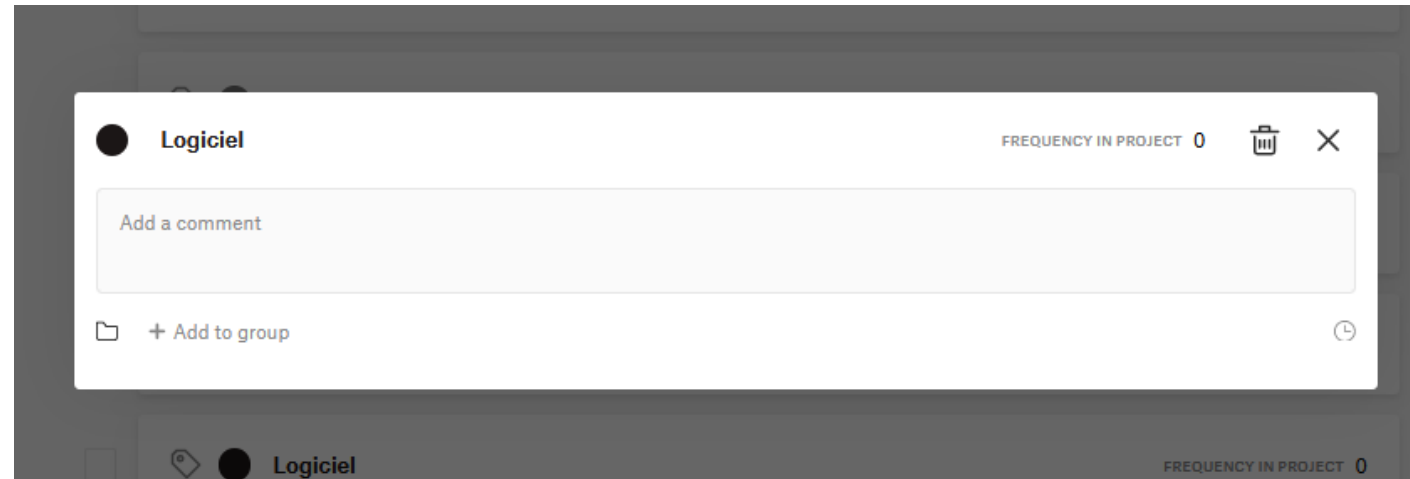 Logiciel FREQUENCY IN PROJECT 0
Add a comment
+ Add to group
Logiciel FREQUENCY IN PROJECT 0